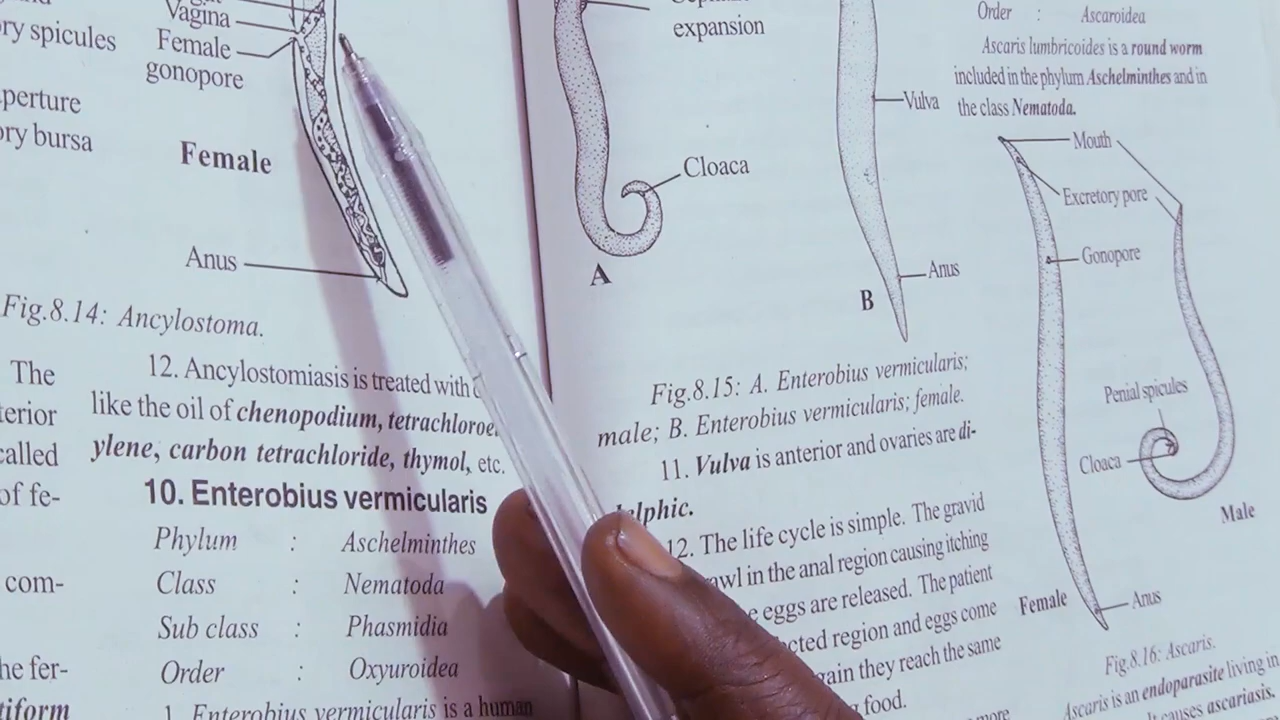 ry spicules
perture
ry bursa
Vagina
Female
gonopore
Female
Anus
Fig.8.14: Ancylostoma.
The
terior
called
of fe-
com-
he fer-
tiform
12. Ancylostomiasis is treated with
like the oil of chenopodium, tetrachloroe
ylene, carbon tetrachloride, thymol, etc.
10. Enterobius vermicularis
Phylum : Aschelminthes
Class : Nematoda
Sub class : Phasmidia
Order : Oxyuroidea
1. Enterobius vermicularis is a human
expansion
Cloaca
A
Vulva
Anus
B
Fig.8.15: A. Enterobius vermicularis;
male; B. Enterobius vermicularis; female.
11. Vulva is anterior and ovaries are di-
delphic.
12. The life cycle is simple. The gravid
awl in the anal region causing itching
e eggs are released. The patient
cted region and eggs come
gain they reach the same
food.
Order : Ascaroidea
Ascaris lumbricoides is a round worm
included in the phylum Aschelminthes and in
the class Nematoda.
Mouth
Excretory pore
Gonopore
Penial spicules
Cloaca
Male
Female
Anus
Fig.8.16: Ascaris.
Ascaris is an endoparasite living in
causes ascariasis.
more